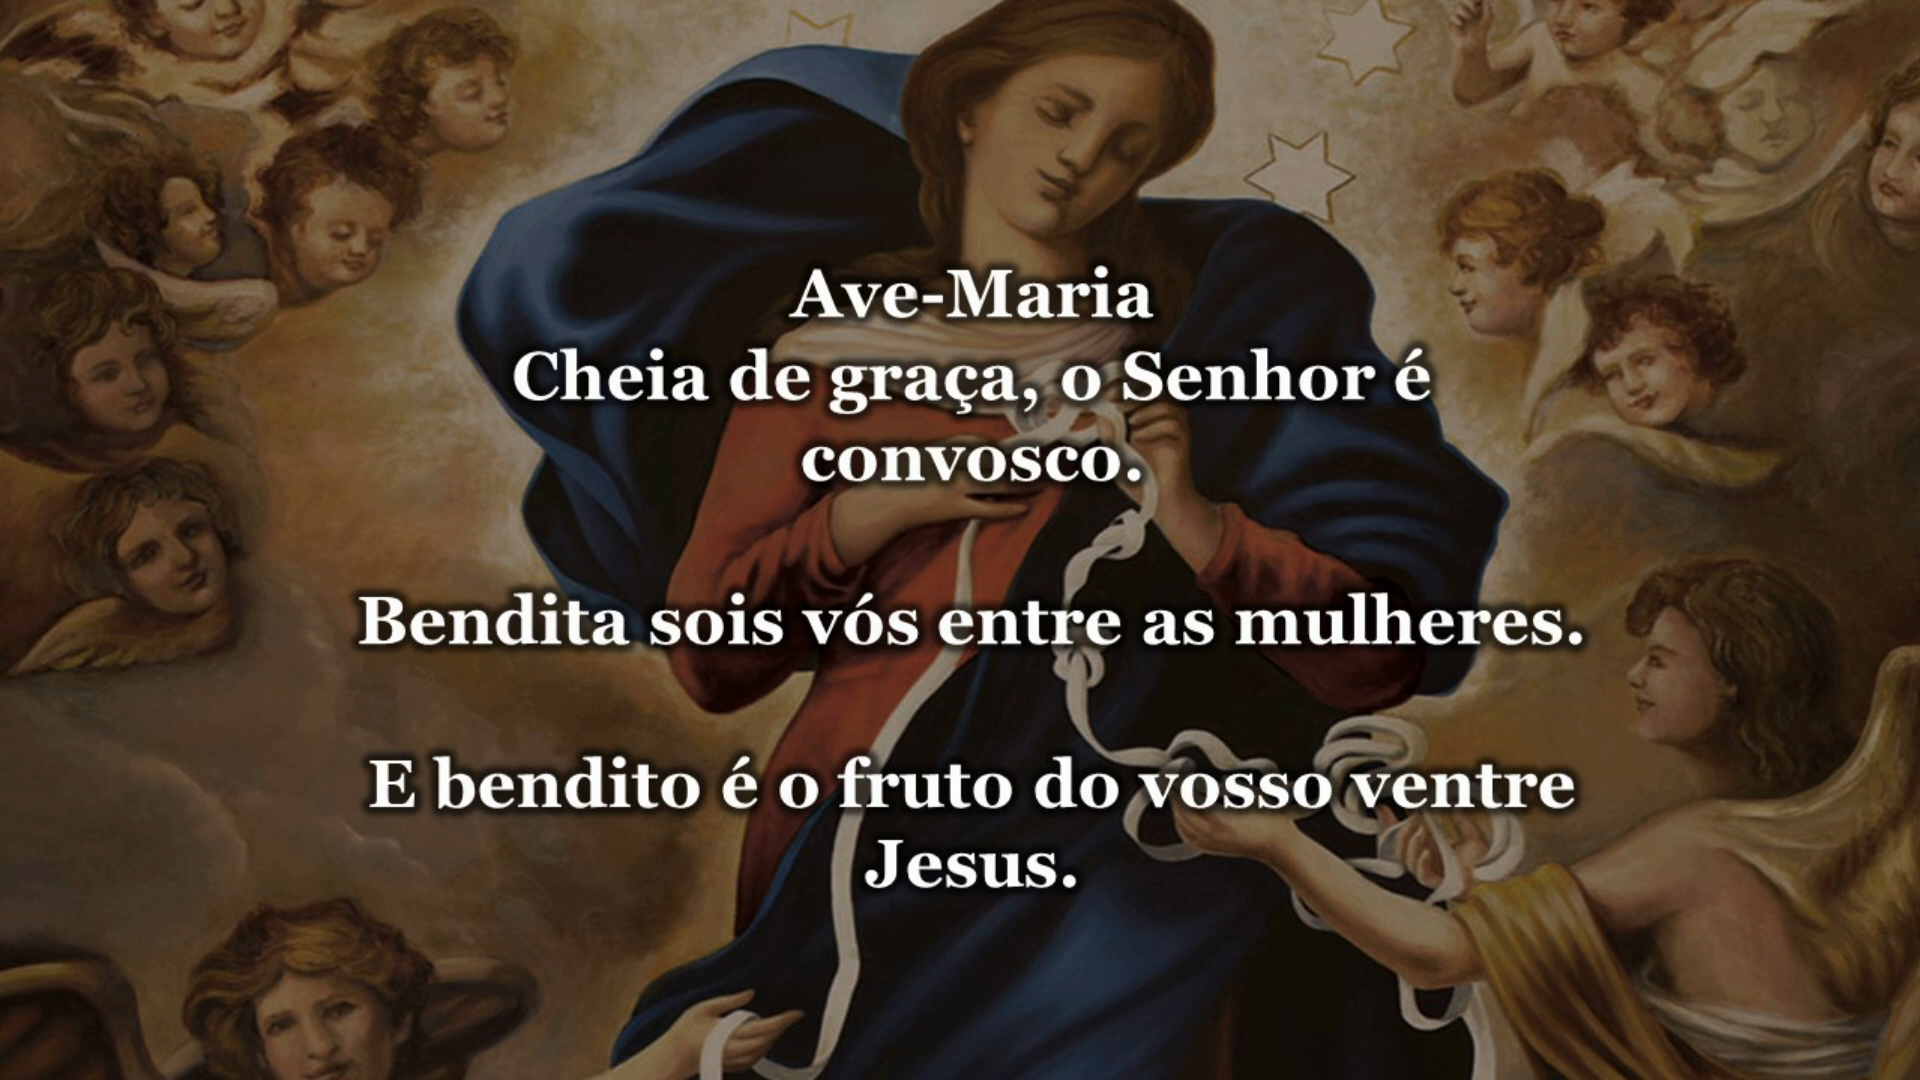 Ave-Maria
Cheia de graça, o Senhor é
convosco.
Bendita sois vós entre as mulheres.
E bendito é o fruto do vosso ventre
Jesus.